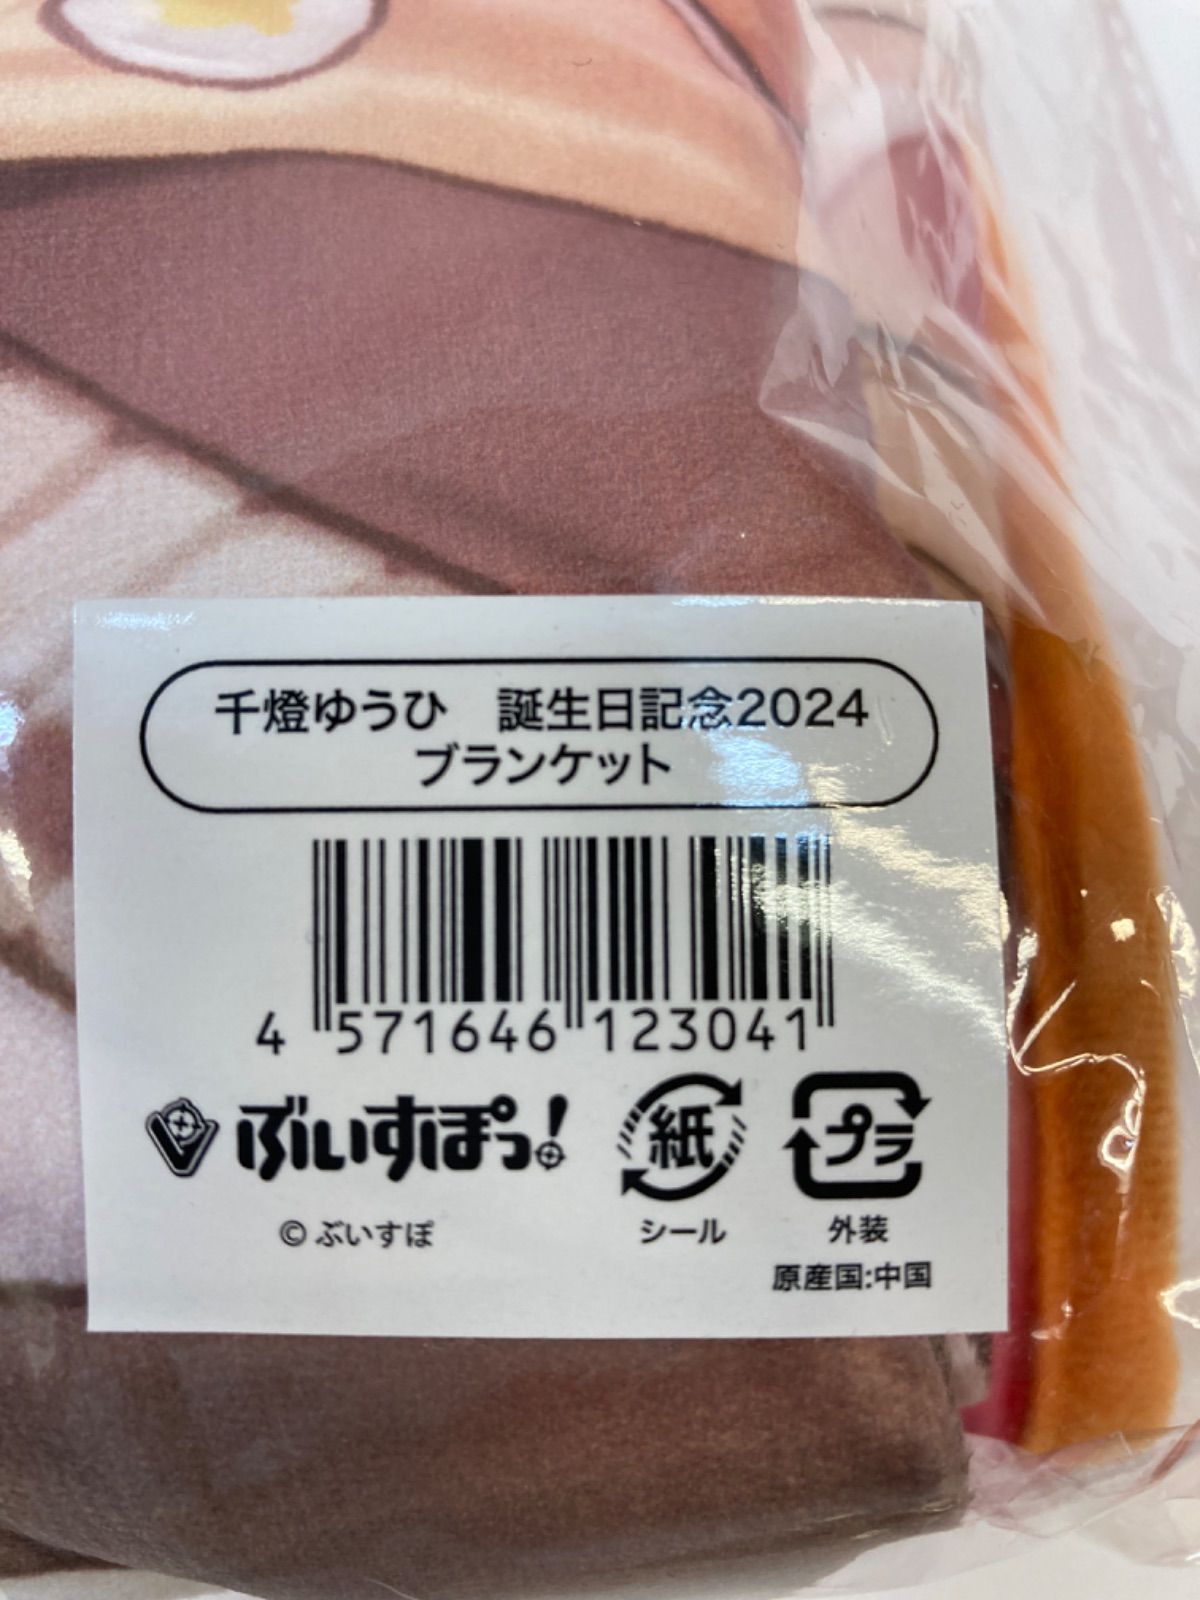 千燈ゆうひ　誕生日記念2024
ブランケット
4 571646 123041
ぶいすぽっ! 紙 プラ
© ぶいすぽ シール 外装
原産国:中国